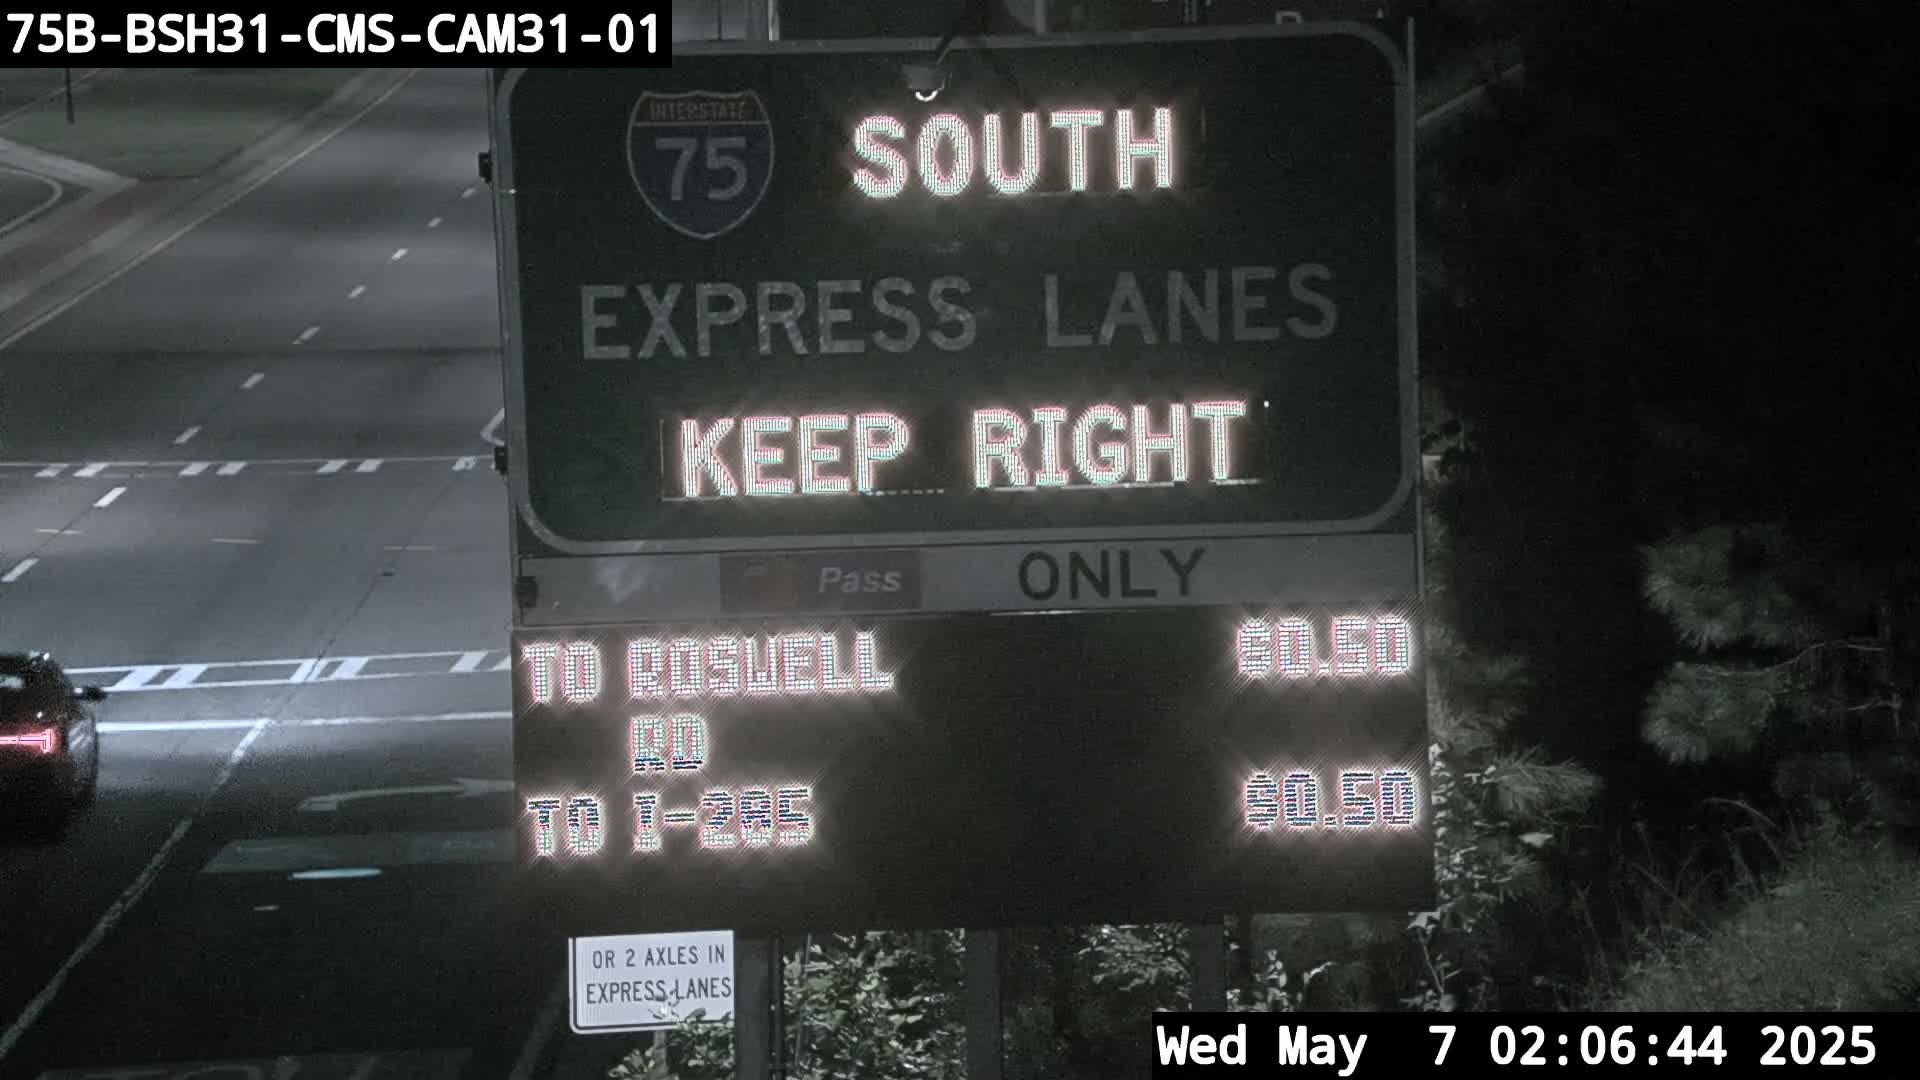 75B-BSH31-CMS-CAM31-01
INTERSTATE
75
SOUTH
EXPRESS LANES
KEEP RIGHT
Pass ONLY
TO ROSWELL $0.50
RD
TO I-285 $0.50
OR 2 AXLES IN
EXPRESS LANES
Wed May 7 02:06:44 2025